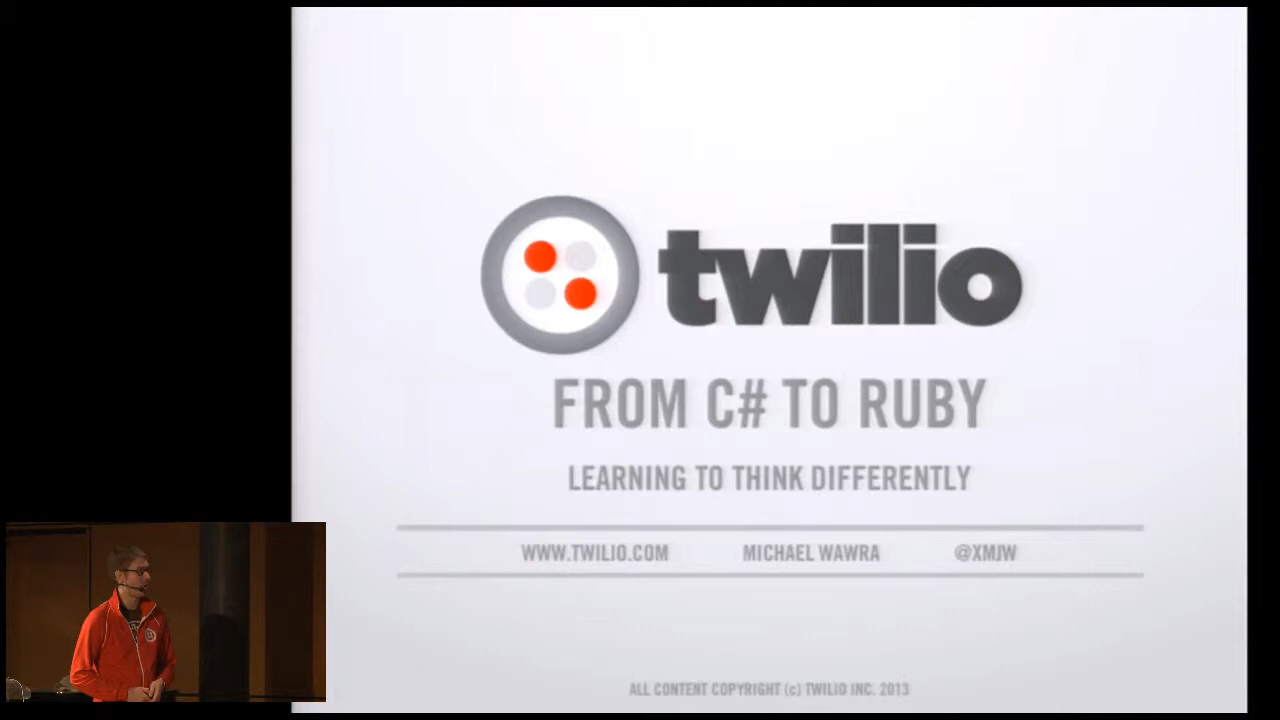 twilio
FROM C# TO RUBY
LEARNING TO THINK DIFFERENTLY
WWW.TWILIO.COM MICHAEL WAWRA @XMJW
ALL CONTENT COPYRIGHT (c) TWILIO INC. 2013